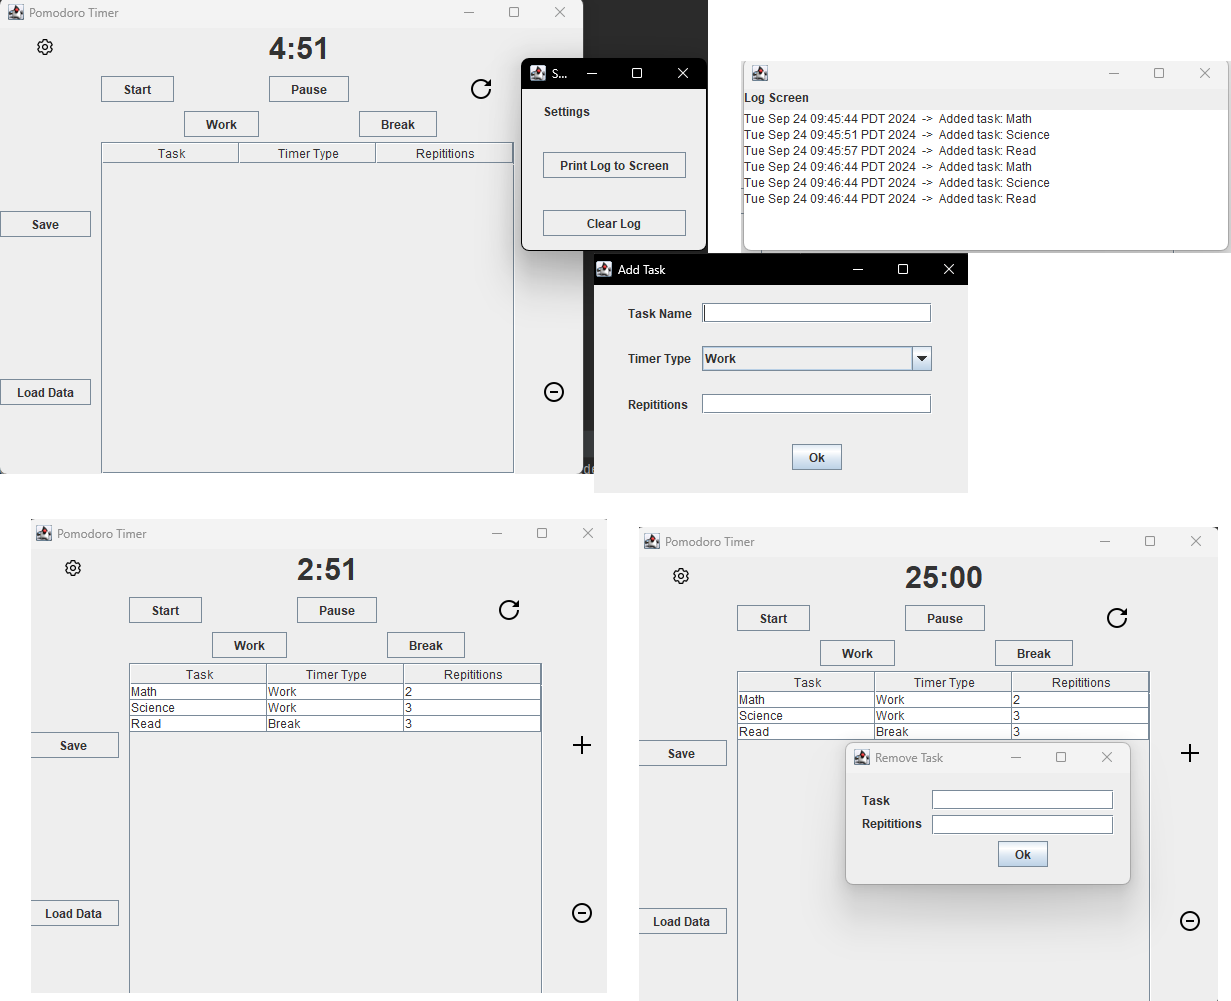 Pomodoro Timer
4:51
Start
Pause
Work
Break
Task
Timer Type
Repititions
Save
Load Data
S...
Settings
Print Log to Screen
Clear Log
Log Screen
Tue Sep 24 09:45:44 PDT 2024 -> Added task: Math
Tue Sep 24 09:45:51 PDT 2024 -> Added task: Science
Tue Sep 24 09:45:57 PDT 2024 -> Added task: Read
Tue Sep 24 09:46:44 PDT 2024 -> Added task: Math
Tue Sep 24 09:46:44 PDT 2024 -> Added task: Science
Tue Sep 24 09:46:44 PDT 2024 -> Added task: Read
Add Task
Task Name
Timer Type Work
Repititions
Ok
Pomodoro Timer
2:51
Start Pause
Work Break
Task Timer Type Repititions
Math Work 2
Science Work 3
Read Break 3
Save
Load Data
Pomodoro Timer
25:00
Start Pause
Work Break
Task Timer Type Repititions
Math Work 2
Science Work 3
Read Break 3
Save
Load Data
Remove Task
Task
Repititions
Ok